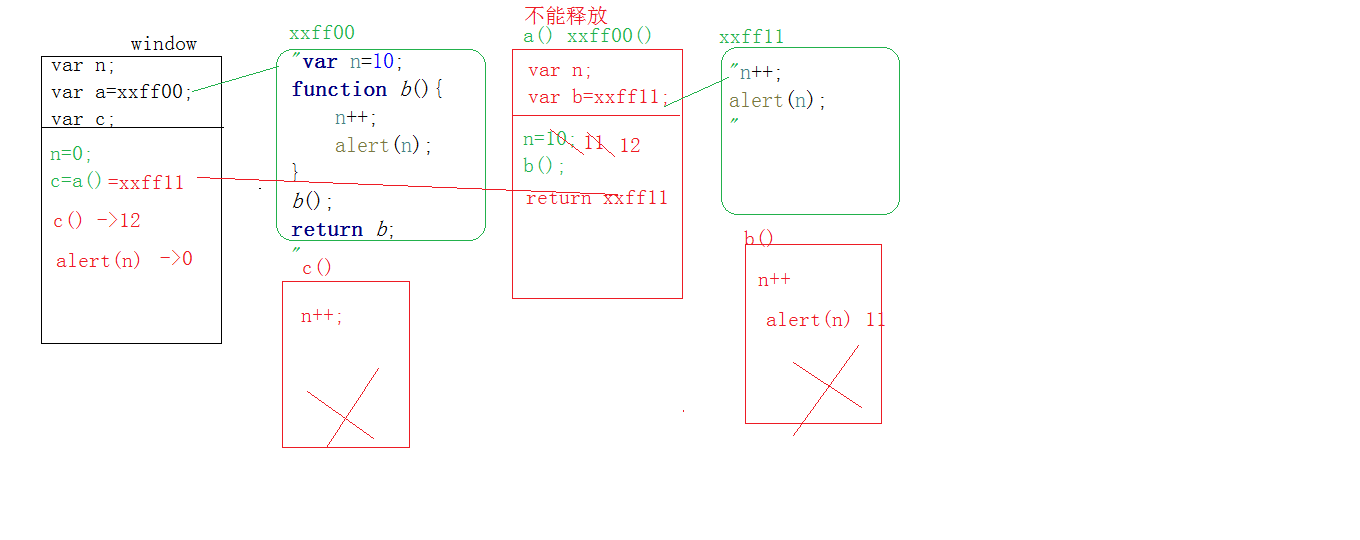 window
var n;
var a=xxff00;
var c;
n=0;
c=a()=xxff11
c() ->12
alert(n) ->0
xxff00
"var n=10;
function b(){
n++;
alert(n);
}
b();
return b;
"
c()
n++;
不能释放
a() xxff00()
var n;
var b=xxff11;
n=10; 11 12
b();
return xxff11
xxff11
"n++;
alert(n);
"
b()
n++
alert(n) 11